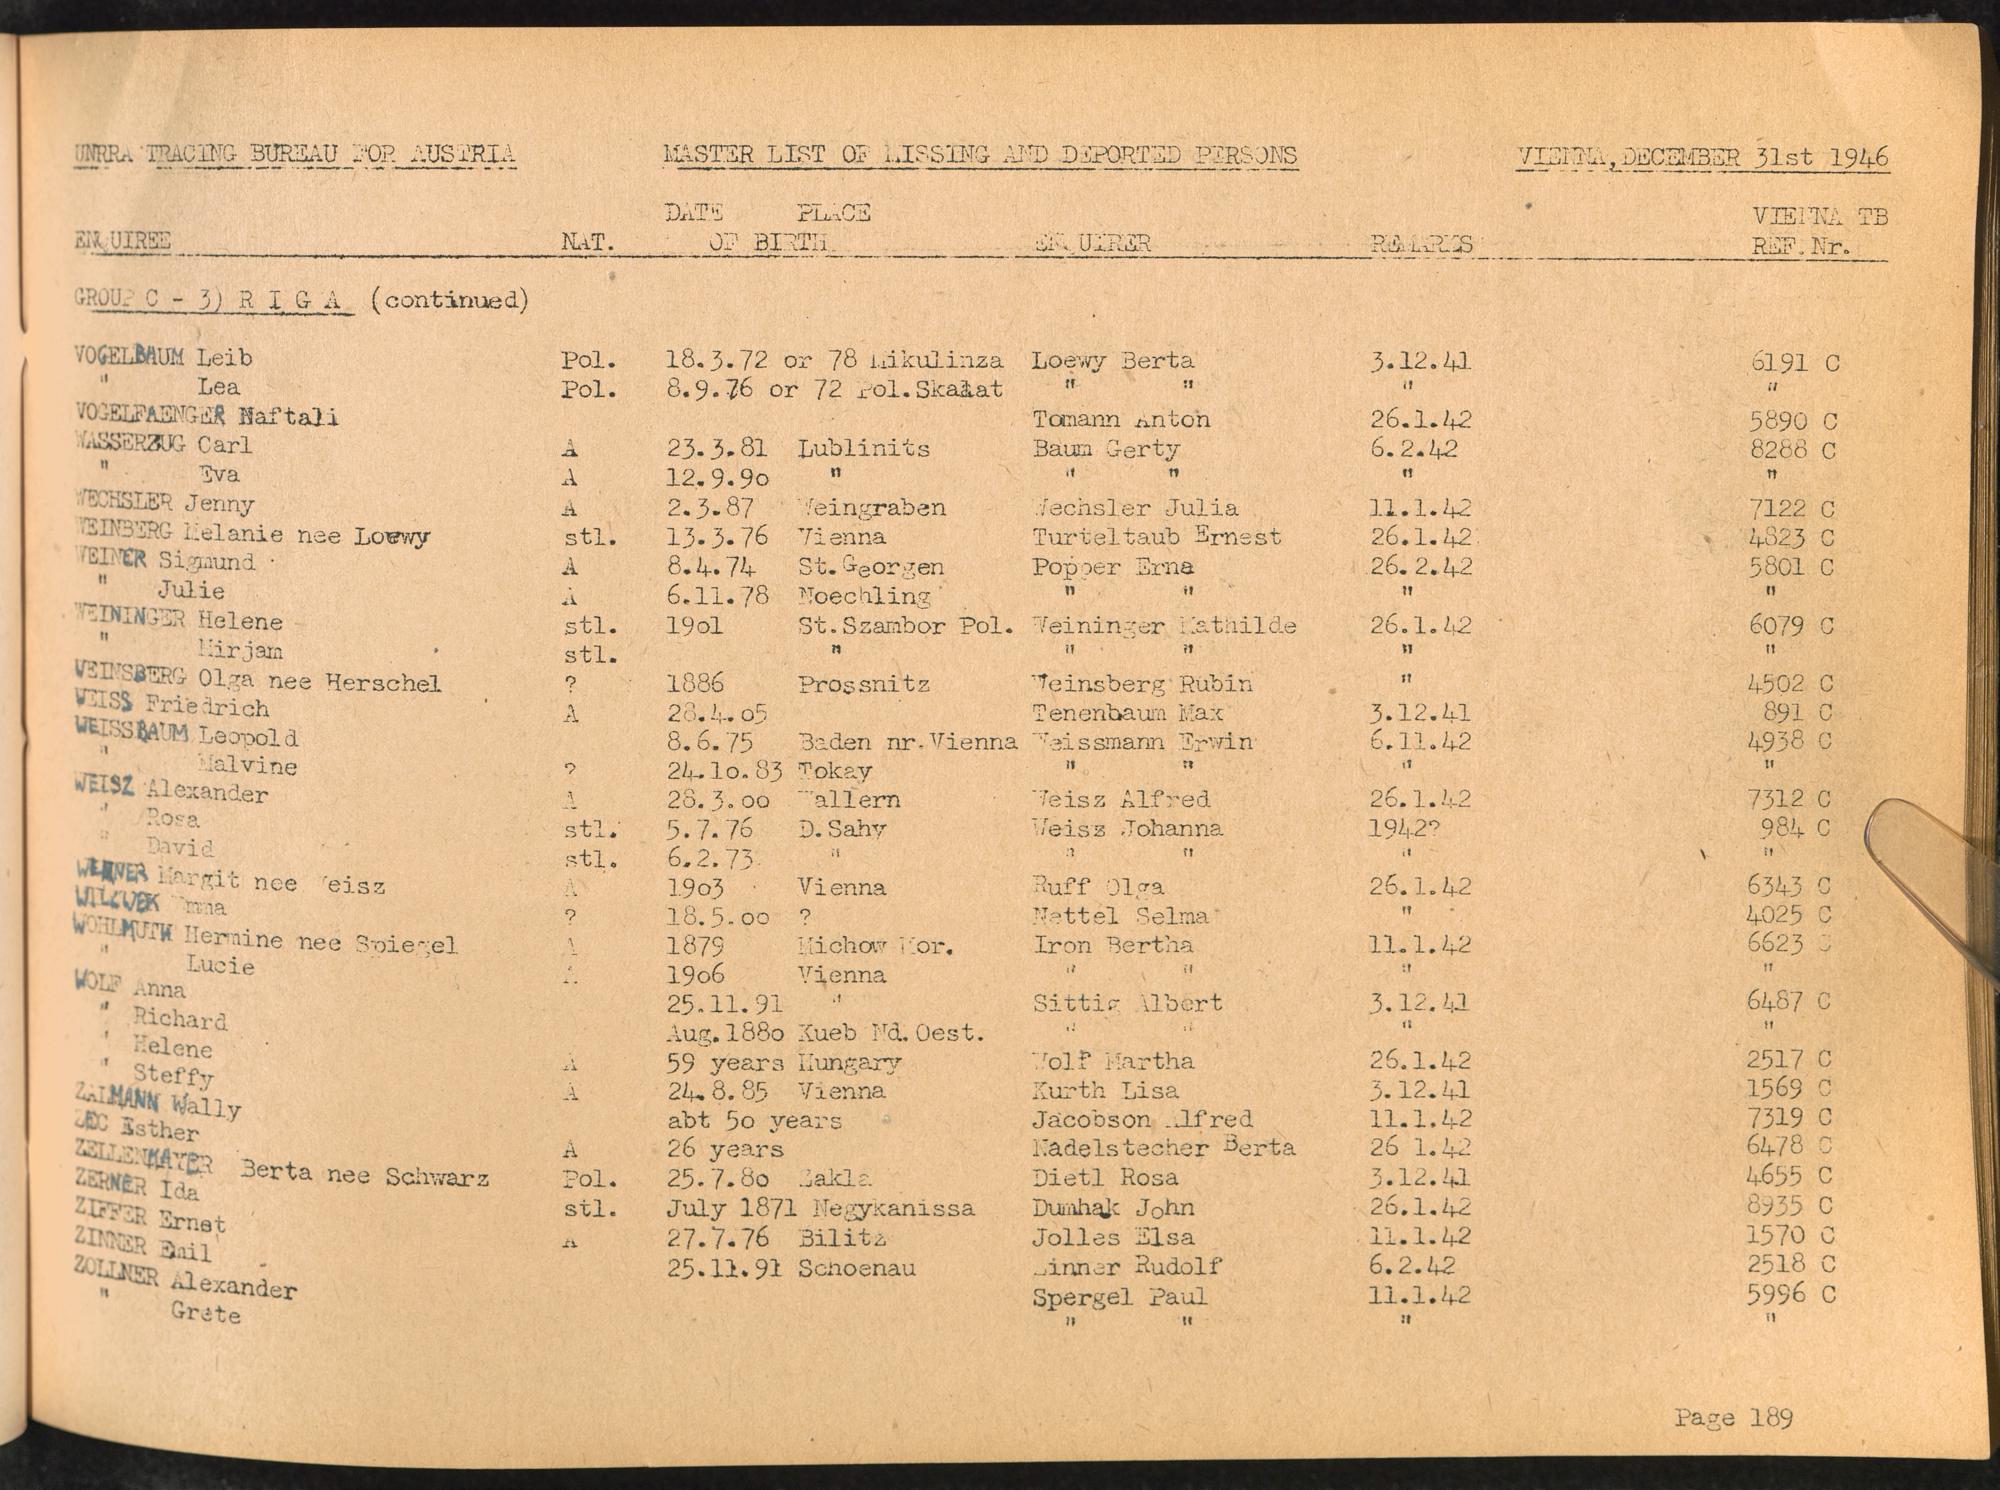 UNRRA TRACING BUREAU FOR AUSTRIA MASTER LIST OF MISSING AND DEPORTED PERSONS VIENNA, DECEMBER 31st 1946
DATE PLACE VIENNA TB
ENQUIREE NAT. OF BIRTH ENQUIRER REMARKS REF. Nr.
GROUP C - 3) R I G A (continued)
VOGELBAUM Leib Pol. 18.3.72 or 78 Mikulinza Loewy Berta 3.12.41 6191 C
" Lea Pol. 8.9.76 or 72 Pol.Skalat " " " "
VOGELFAENGER Naftali Tomann Anton 26.1.42 5890 C
WASSERZUG Carl A 23.3.81 Lublinits Baum Gerty 6.2.42 8288 C
" Eva A 12.9.9o " " " " "
WECHSLER Jenny A 2.3.87 Weingraben Wechsler Julia 11.1.42 7122 C
WEINBERG Melanie nee Loewy stl. 13.3.76 Vienna Turteltaub Ernest 26.1.42 4823 C
WEINER Sigmund A 8.4.74 St.Georgen Popper Erna 26.2.42 5801 C
" Julie A 6.11.78 Noechling " " " "
WEININGER Helene stl. 19o1 St.Szambor Pol. Weininger Mathilde 26.1.42 6079 C
" Mirjam stl. " " " " "
WEINSBERG Olga nee Herschel ? 1886 Prossnitz Weinsberg Rubin " 4502 C
WEISS Friedrich A 28.4.o5 Tenenbaum Max 3.12.41 891 C
WEISSBAUM Leopold 8.6.75 Baden nr.Vienna Weissmann Erwin 6.11.42 4938 C
" Malvine ? 24.1o.83 Tokay " " " "
WEISZ Alexander A 28.3.oo Wallern Weisz Alfred 26.1.42 7312 C
" Rosa stl. 5.7.76 D.Sahy Weisz Johanna 1942? 984 C
" David stl. 6.2.73 " " " " "
Margit nee Weisz A 19o3 Vienna Ruff Olga 26.1.42 6343 C
Emma ? 18.5.oo ? Nettel Selma " 4025 C
WOHLMUTH Hermine nee Spiegel A 1879 Michow Mor. Iron Bertha 11.1.42 6623 C
" Lucie A 19o6 Vienna " " " "
WOLF Anna 25.11.91 " Sittig Albert 3.12.41 6487 C
" Richard Aug.188o Kueb Nd.Oest. " " " "
" Helene A 59 years Hungary Wolf Martha 26.1.42 2517 C
" Steffy A 24.8.85 Vienna Kurth Lisa 3.12.41 1569 C
ZALMANN Wally abt 5o years Jacobson Alfred 11.1.42 7319 C
ZEC Esther A 26 years Nadelstecher Berta 26 1.42 6478 C
ZELLENMAYER Berta nee Schwarz Pol. 25.7.8o Dietl Rosa 3.12.41 4655 C
ZERNER Ida stl. July 1871 Negykanissa Dumhak John 26.1.42 8935 C
ZIFFER Ernst A 27.7.76 Bilitz Jolles Elsa 11.1.42 1570 C
ZINNER Emil 25.11.91 Schoenau Zinner Rudolf 6.2.42 2518 C
ZOLLNER Alexander Spergel Paul 11.1.42 5996 C
" Grete " " " "
Page 189